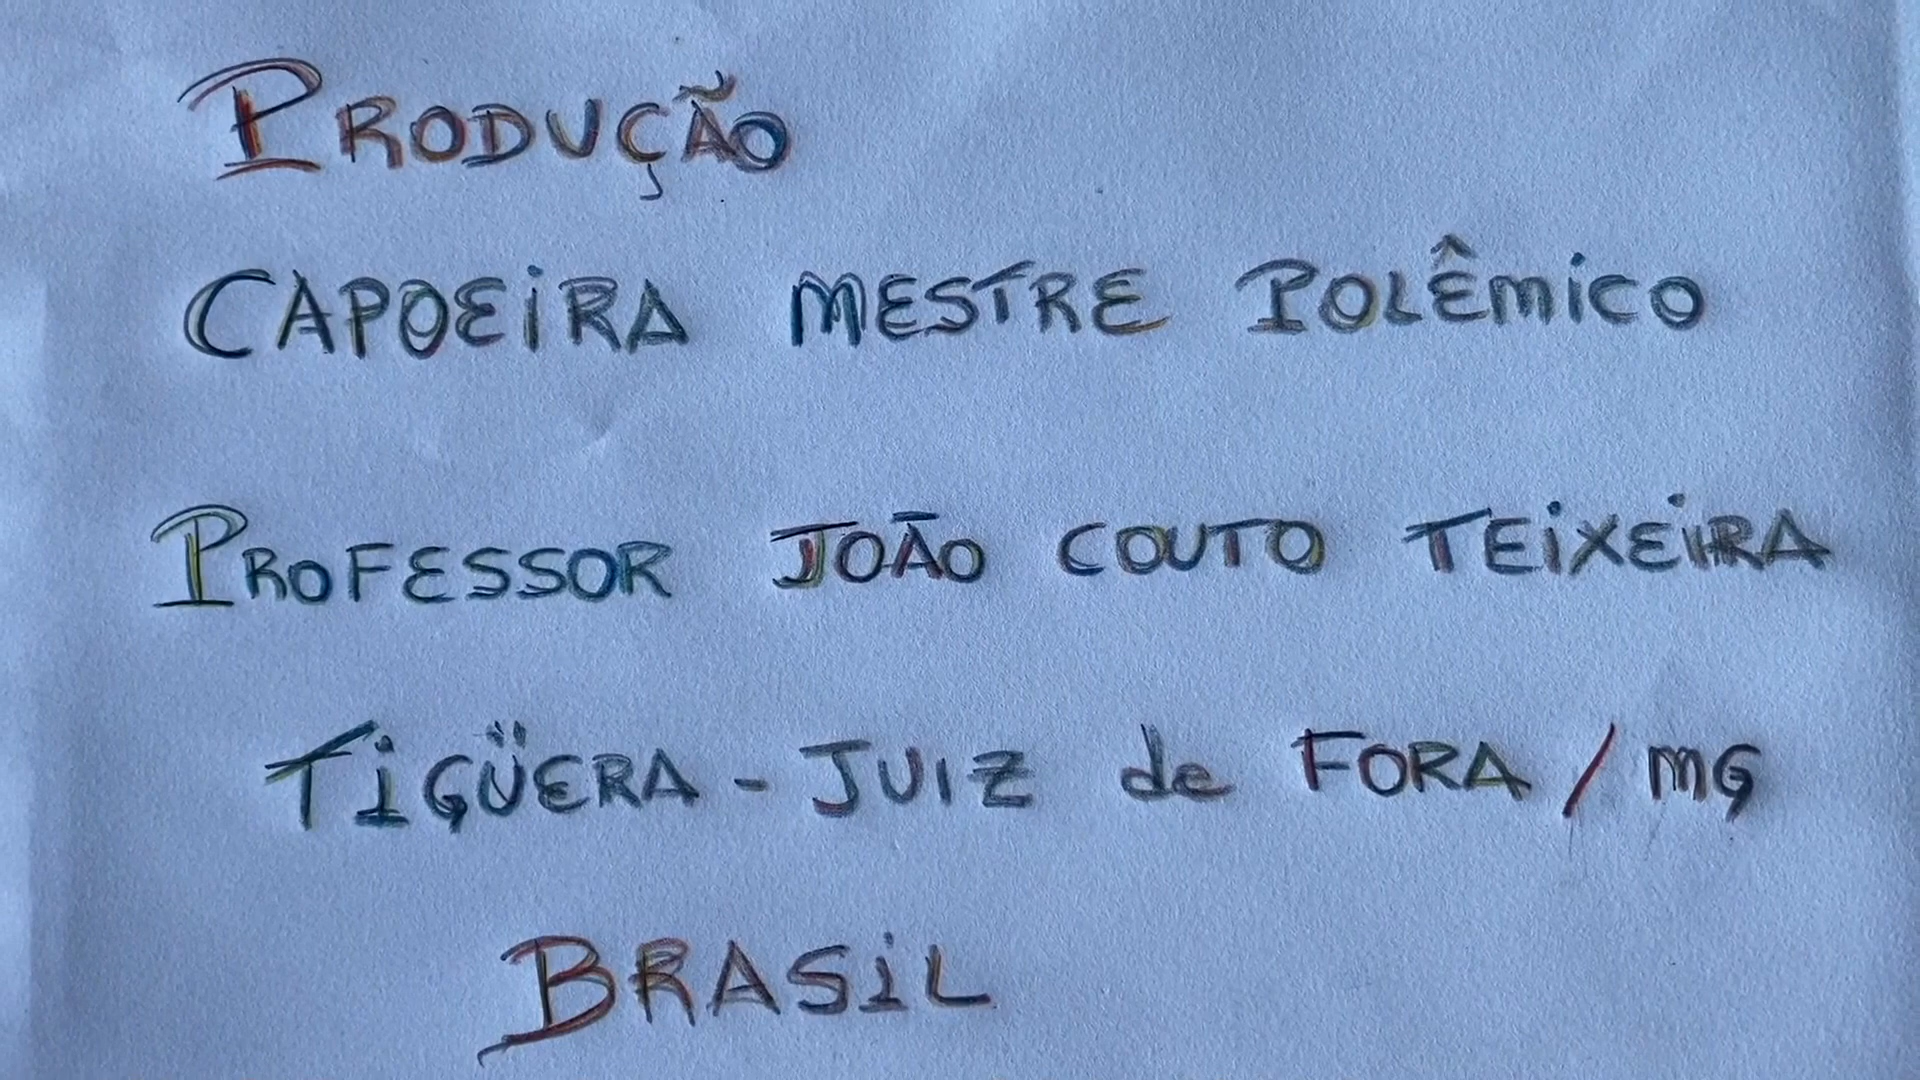 PRODUÇÃO
CAPOEiRA MESTRE POLÊMiCO
PROFESSOR JOÃO COUTO TEiXEiRA
TiGÜERA - JUIZ de FORA / MG
BRASiL